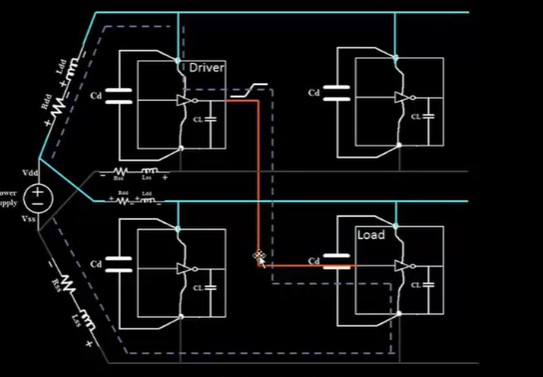 Driver
Ldd
Rdd
Cd
CL
Cd
CL
Vdd
Power
upply
Vss
Rss
Lss
Rdd
Ldd
Cd
CL
Load
Cd
CL
Rss
Lss